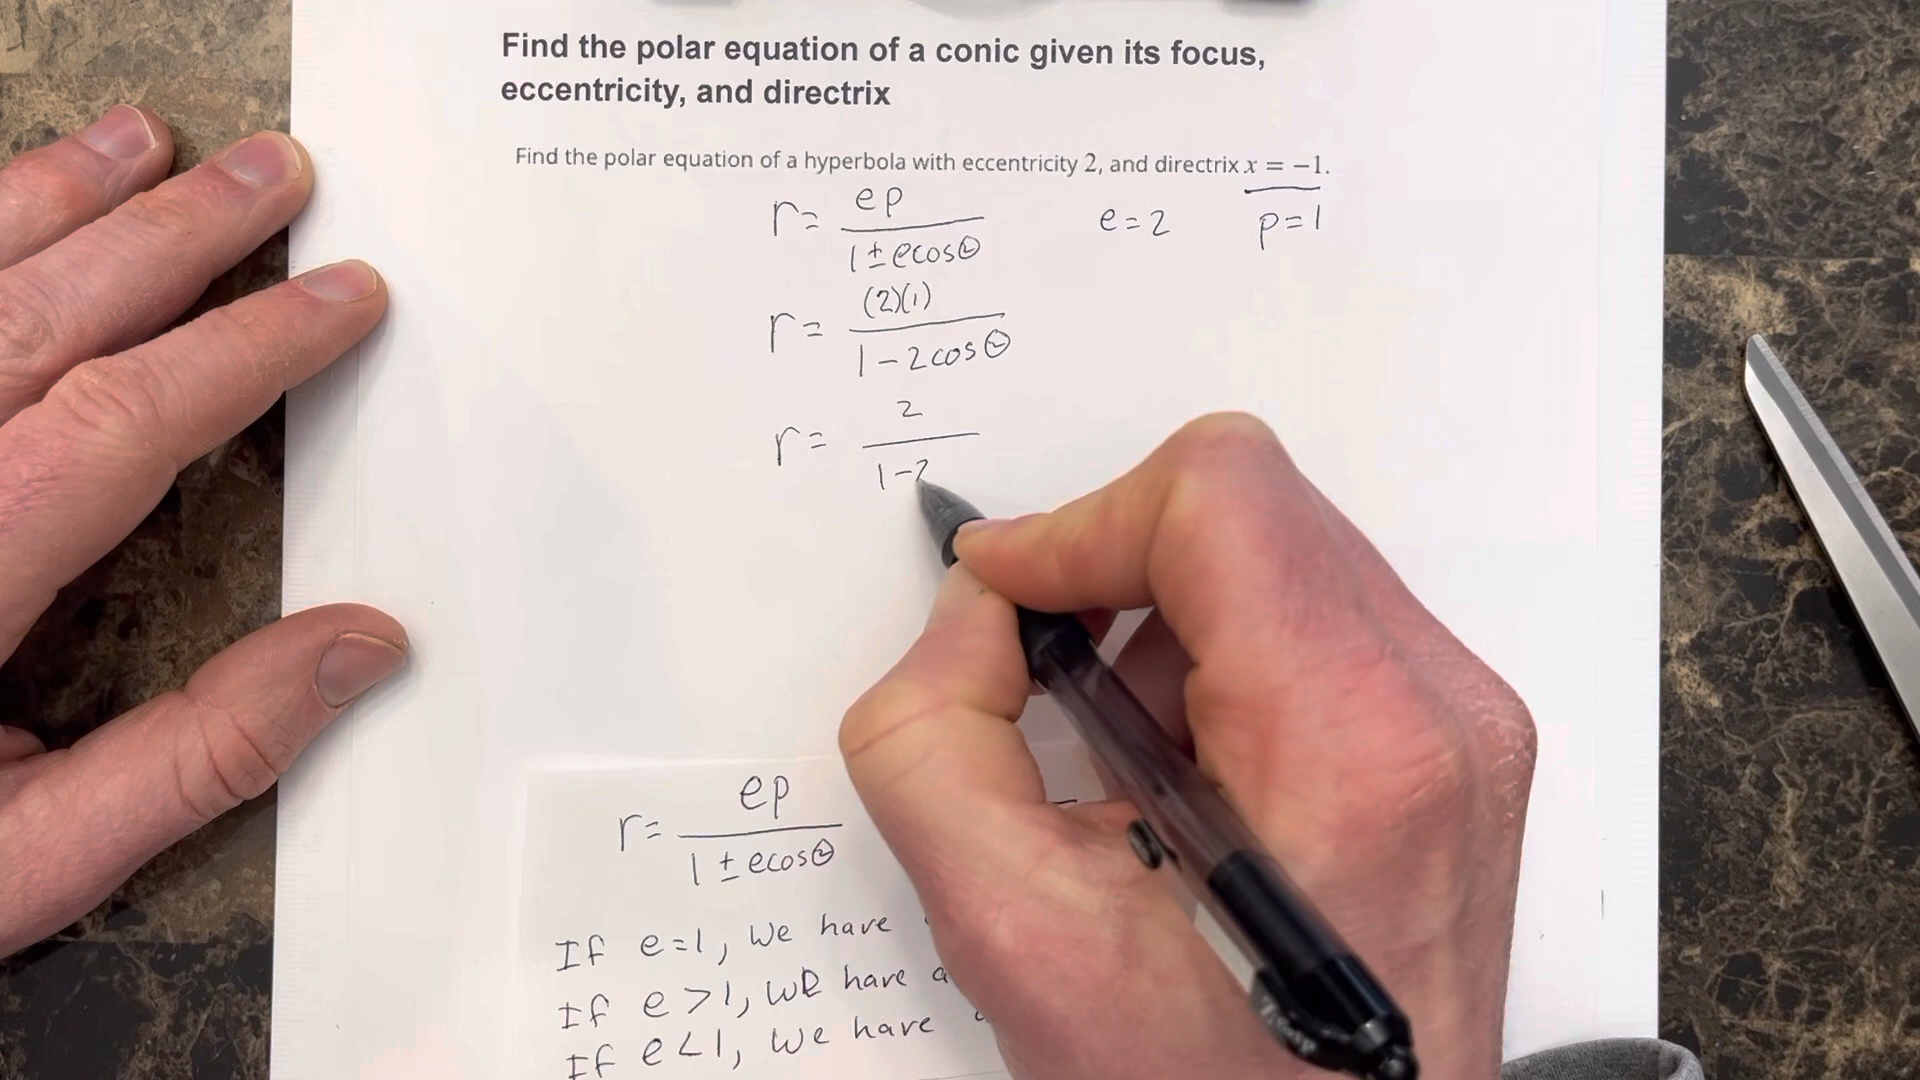 Find the polar equation of a conic given its focus,
eccentricity, and directrix
Find the polar equation of a hyperbola with eccentricity 2, and directrix x = −1.
r = ep / 1 ± ecosθ
e = 2
p = 1
r = (2)(1) / 1 − 2cosθ
r = 2 / 1 − 2
r = ep / 1 ± ecosθ
If e = 1, we have
If e > 1, we have a
If e < 1, we have